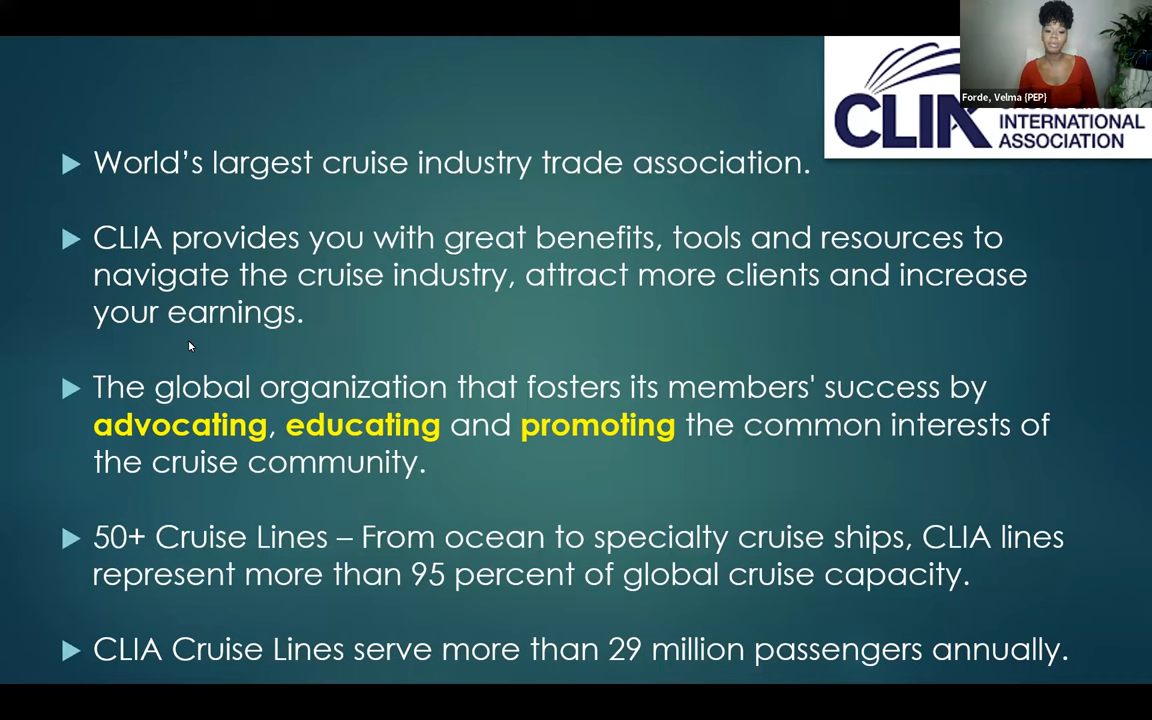 CLIA
INTERNATIONAL
ASSOCIATION
Forde, Velma {PEP}
World’s largest cruise industry trade association.
CLIA provides you with great benefits, tools and resources to
navigate the cruise industry, attract more clients and increase
your earnings.
The global organization that fosters its members' success by
advocating, educating and promoting the common interests of
the cruise community.
50+ Cruise Lines – From ocean to specialty cruise ships, CLIA lines
represent more than 95 percent of global cruise capacity.
CLIA Cruise Lines serve more than 29 million passengers annually.